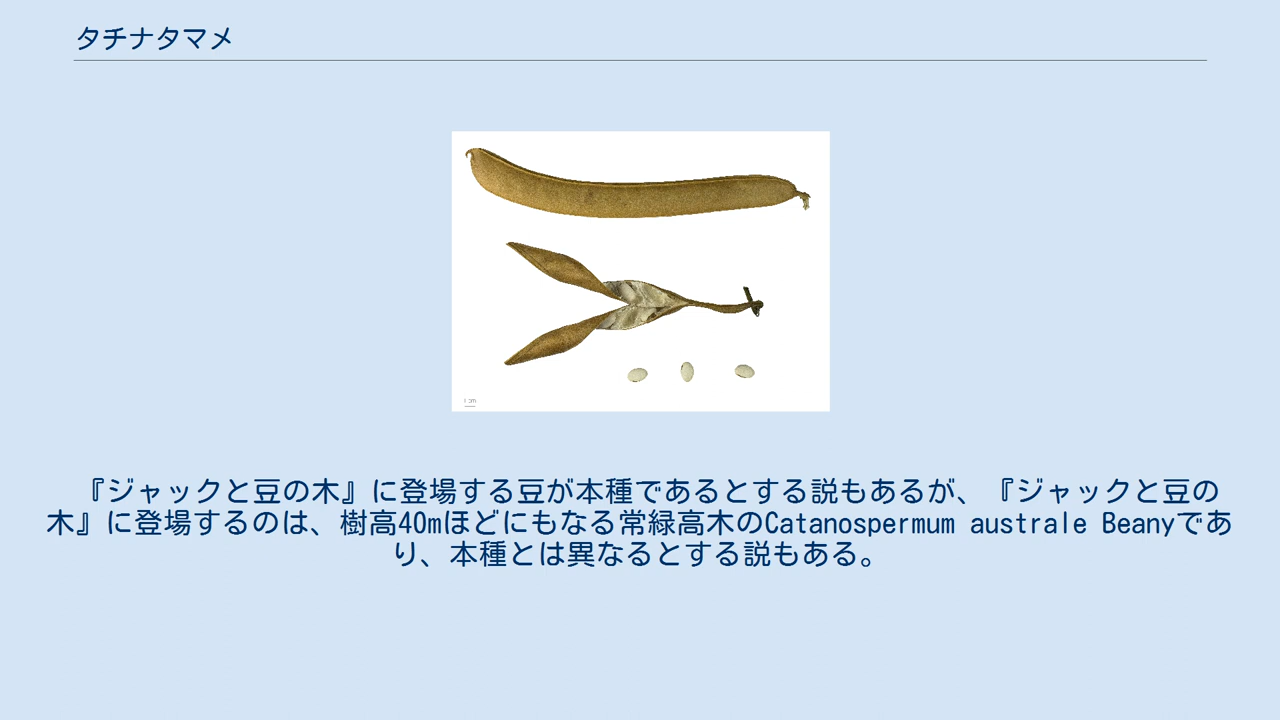 タチナタマメ
1 cm
『ジャックと豆の木』に登場する豆が本種であるとする説もあるが、『ジャックと豆の
木』に登場するのは、樹高40mほどにもなる常緑高木のCatanospermum australe Beanyであ
り、本種とは異なるとする説もある。